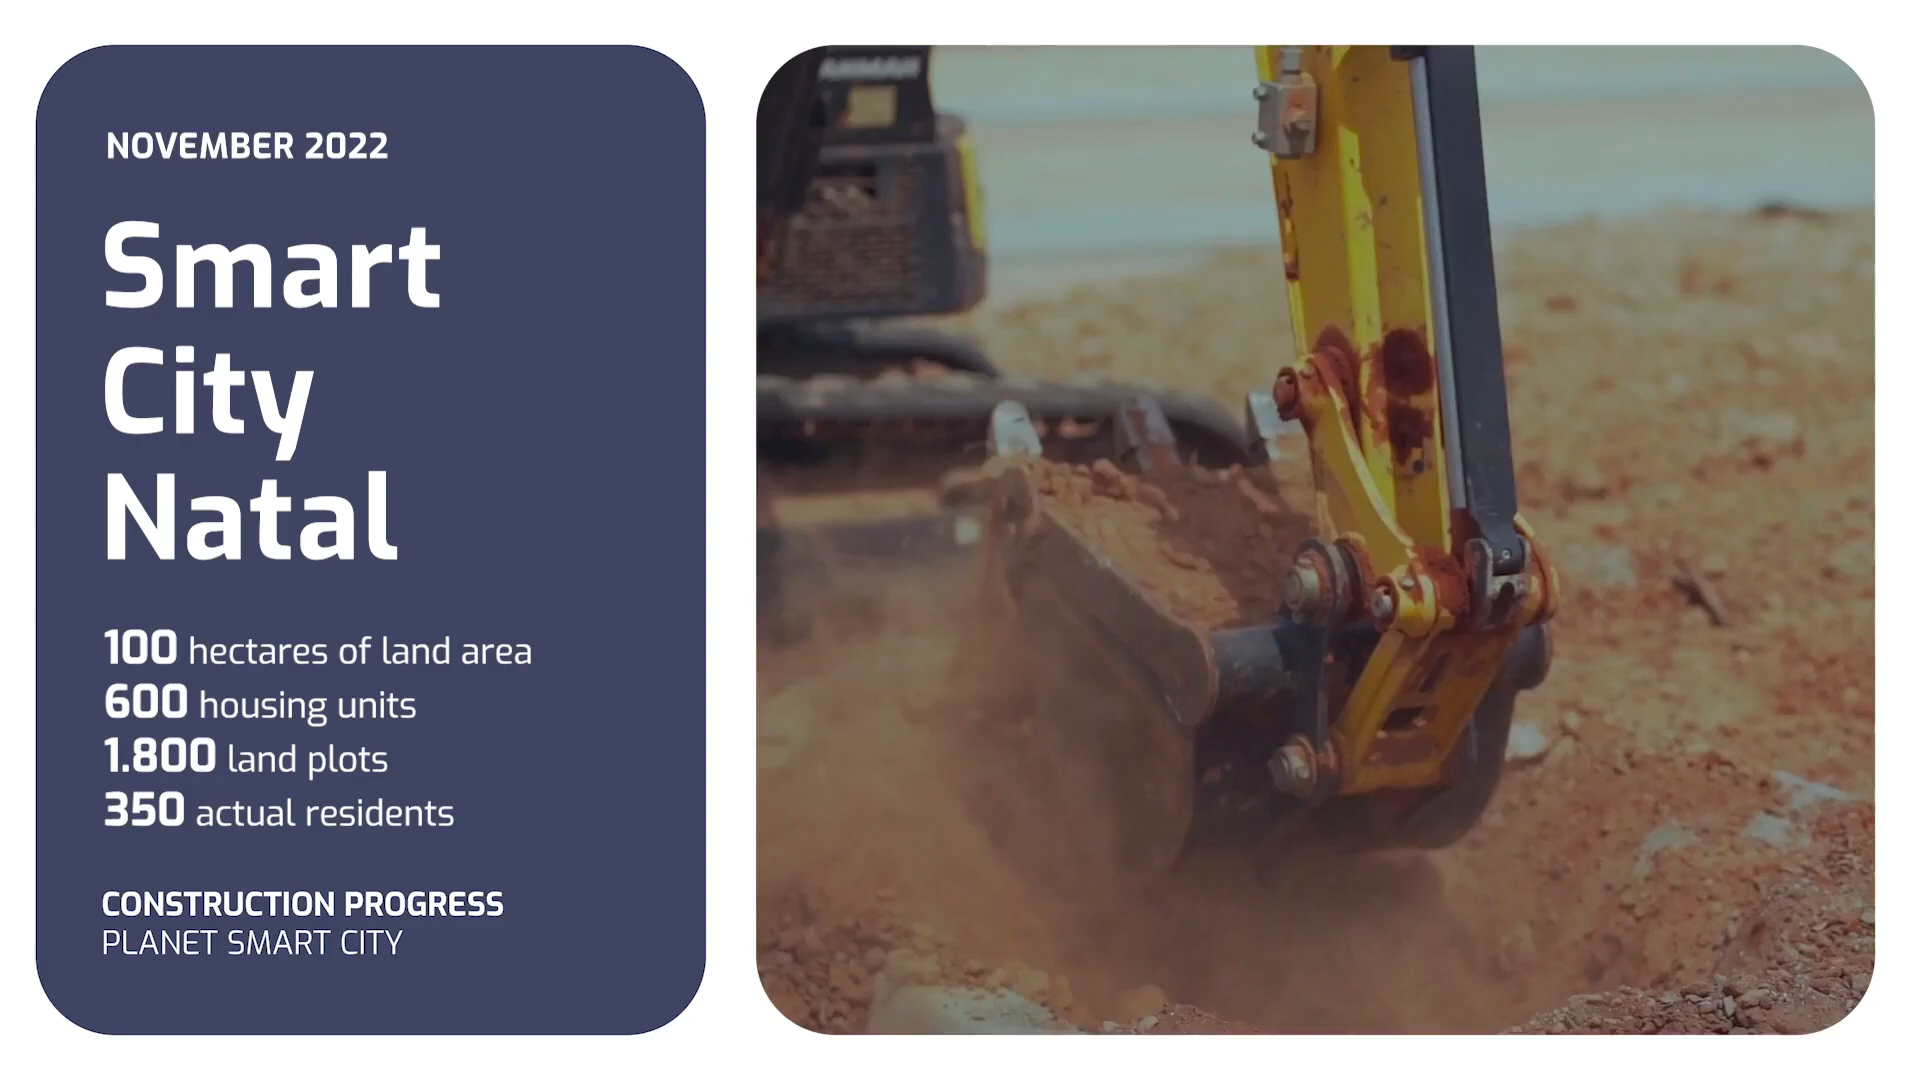 NOVEMBER 2022
Smart
City
Natal
100 hectares of land area
600 housing units
1.800 land plots
350 actual residents
CONSTRUCTION PROGRESS
PLANET SMART CITY